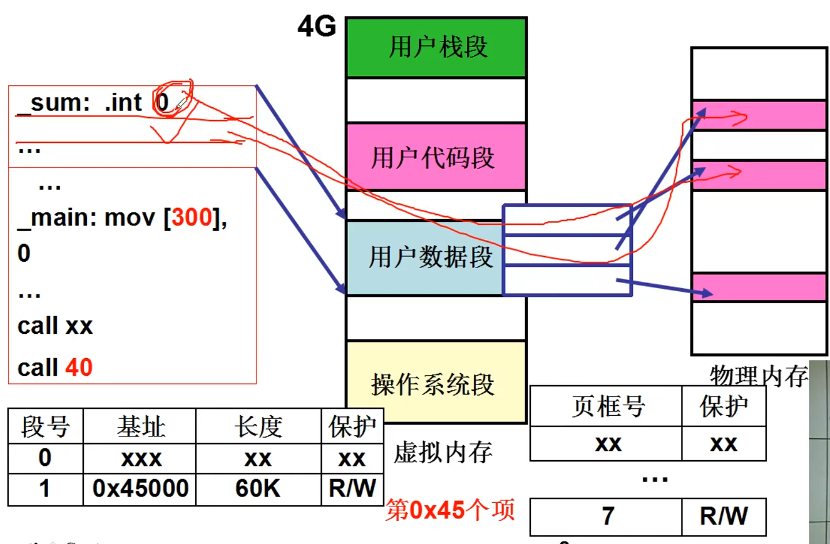 4G
用户栈段
_sum: .int 0
...
用户代码段
...
_main: mov [300],
0
用户数据段
...
call xx
call 40
操作系统段
物理内存
虚拟内存
段号 基址 长度 保护
0 xxx xx xx
1 0x45000 60K R/W
页框号 保护
xx xx
...
第0x45个项
7 R/W